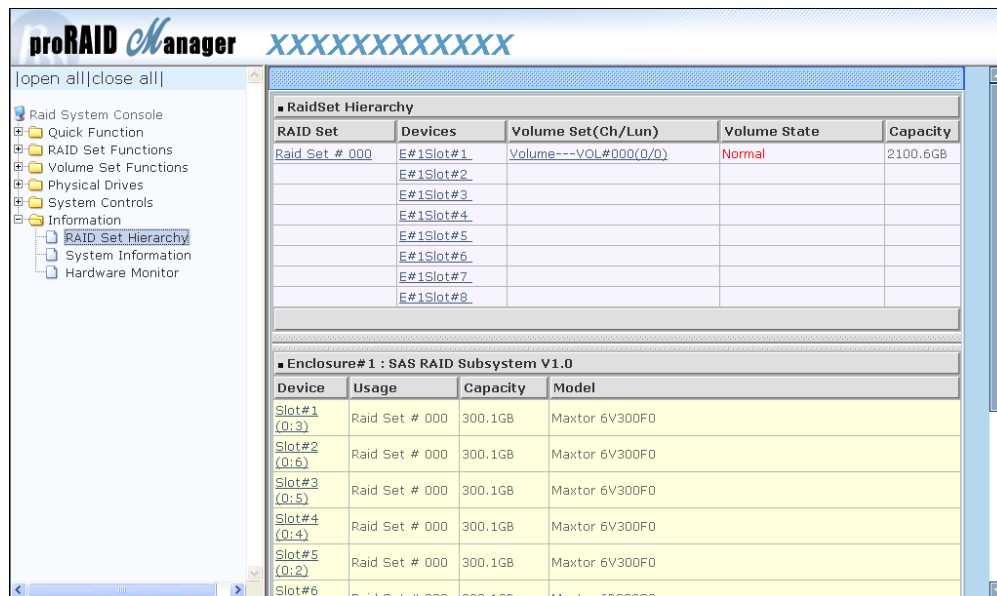 proRAID Manager XXXXXXXXXXXX
|open all|close all|
Raid System Console
Quick Function
RAID Set Functions
Volume Set Functions
Physical Drives
System Controls
Information
RAID Set Hierarchy
System Information
Hardware Monitor
RaidSet Hierarchy
RAID Set Devices Volume Set(Ch/Lun) Volume State Capacity
Raid Set # 000 E#1Slot#1 Volume---VOL#000(0/0) Normal 2100.6GB
E#1Slot#2
E#1Slot#3
E#1Slot#4
E#1Slot#5
E#1Slot#6
E#1Slot#7
E#1Slot#8
Enclosure#1 : SAS RAID Subsystem V1.0
Device Usage Capacity Model
Slot#1 (0:3) Raid Set # 000 300.1GB Maxtor 6V300F0
Slot#2 (0:6) Raid Set # 000 300.1GB Maxtor 6V300F0
Slot#3 (0:5) Raid Set # 000 300.1GB Maxtor 6V300F0
Slot#4 (0:4) Raid Set # 000 300.1GB Maxtor 6V300F0
Slot#5 (0:2) Raid Set # 000 300.1GB Maxtor 6V300F0
Slot#6